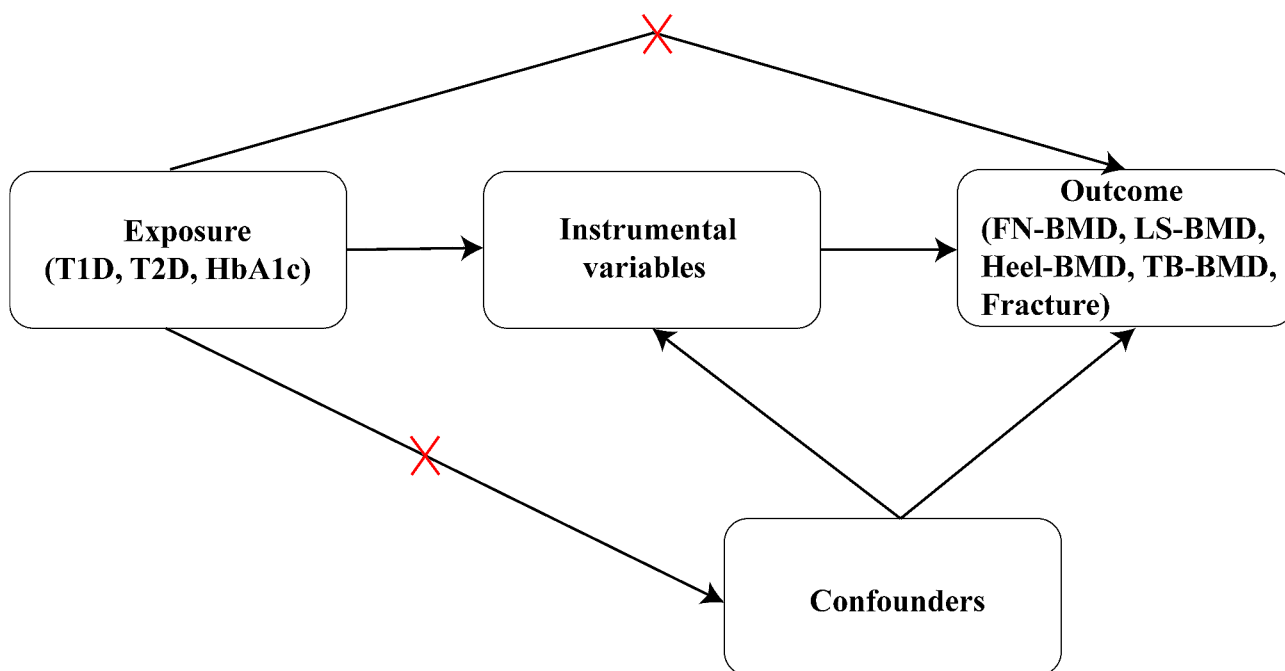 Exposure
(T1D, T2D, HbA1c)
Instrumental
variables
Outcome
(FN-BMD, LS-BMD,
Heel-BMD, TB-BMD,
Fracture)
Confounders